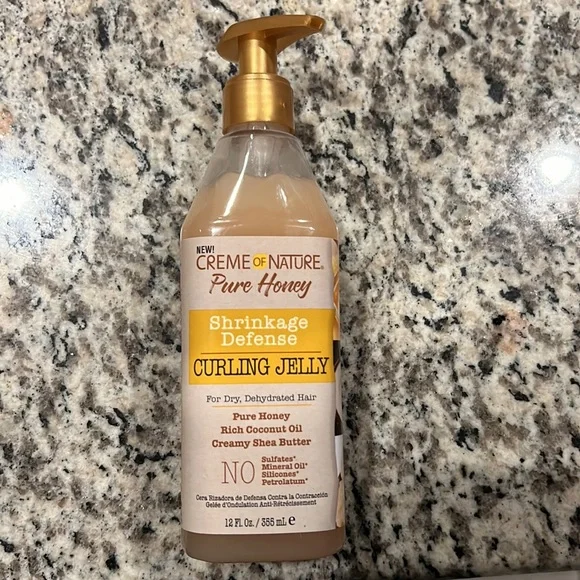 NEW!
CREME OF NATURE®
Pure Honey
Shrinkage
Defense
CURLING JELLY
For Dry, Dehydrated Hair
Pure Honey
Rich Coconut Oil
Creamy Shea Butter
NO
Sulfates*
Mineral Oil*
Silicones*
Petrolatum*
Cera Rizadora de Defensa Contra la Contracción
Gelée d'Ondulation Anti-Rétrécissement
12 Fl. Oz. / 355 mL e